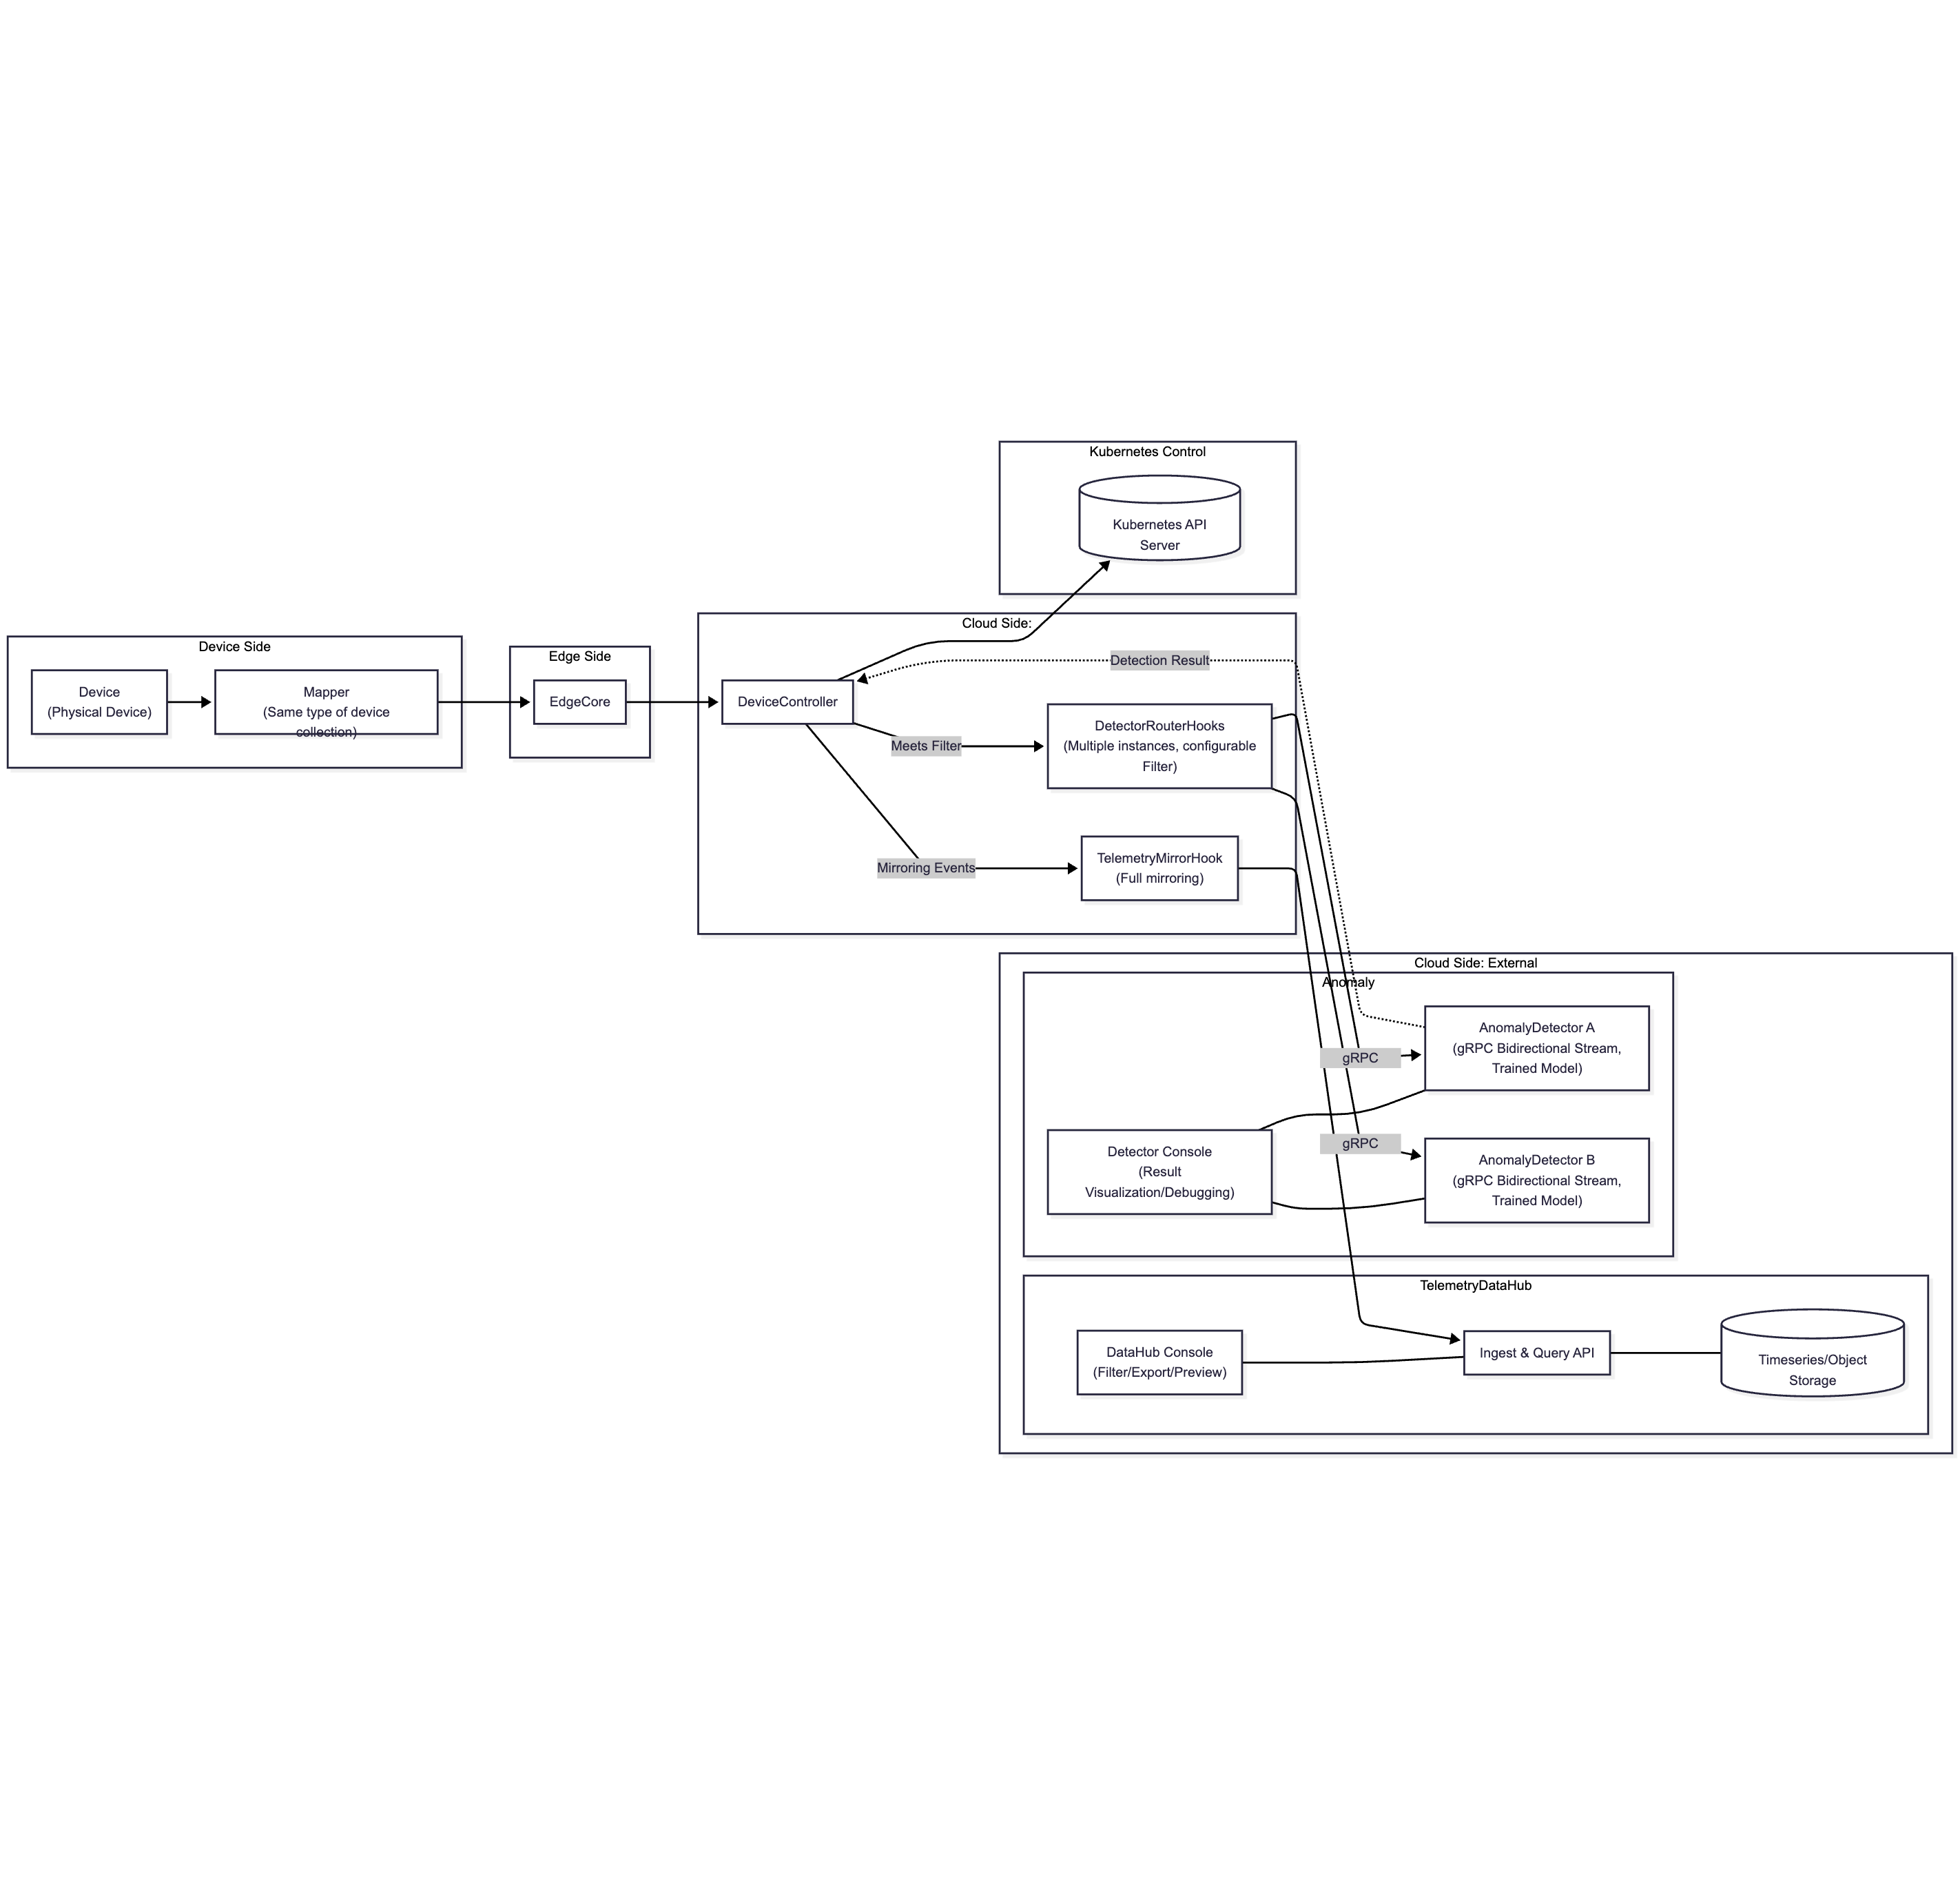 Kubernetes Control
Kubernetes API
Server
Device Side
Device
(Physical Device)
Mapper
(Same type of device
collection)
Edge Side
EdgeCore
Cloud Side:
DeviceController
Detection Result
Meets Filter
DetectorRouterHooks
(Multiple instances, configurable
Filter)
Mirroring Events
TelemetryMirrorHook
(Full mirroring)
Cloud Side: External
Anomaly
AnomalyDetector A
(gRPC Bidirectional Stream,
Trained Model)
gRPC
Detector Console
(Result
Visualization/Debugging)
gRPC
AnomalyDetector B
(gRPC Bidirectional Stream,
Trained Model)
TelemetryDataHub
DataHub Console
(Filter/Export/Preview)
Ingest & Query API
Timeseries/Object
Storage